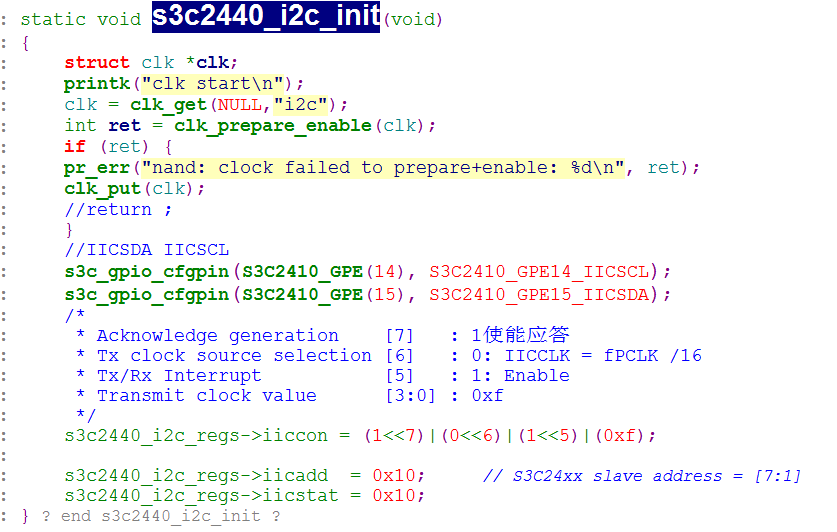 : static void s3c2440_i2c_init(void)
: {
:     struct clk *clk;
:     printk("clk start\n");
:     clk = clk_get(NULL,"i2c");
:     int ret = clk_prepare_enable(clk);
:     if (ret) {
:     pr_err("nand: clock failed to prepare+enable: %d\n", ret);
:     clk_put(clk);
:     //return ;
:     }
:     //IICSDA IICSCL
:     s3c_gpio_cfgpin(S3C2410_GPE(14), S3C2410_GPE14_IICSCL);
:     s3c_gpio_cfgpin(S3C2410_GPE(15), S3C2410_GPE15_IICSDA);
:     /*
:      * Acknowledge generation    [7]   : 1使能应答
:      * Tx clock source selection [6]   : 0: IICCLK = fPCLK /16
:      * Tx/Rx Interrupt           [5]   : 1: Enable
:      * Transmit clock value      [3:0] : 0xf
:      */
:     s3c2440_i2c_regs->iiccon = (1<<7)|(0<<6)|(1<<5)|(0xf);
:
:     s3c2440_i2c_regs->iicadd  = 0x10;     // S3C24xx slave address = [7:1]
:     s3c2440_i2c_regs->iicstat = 0x10;
: } ? end s3c2440_i2c_init ?